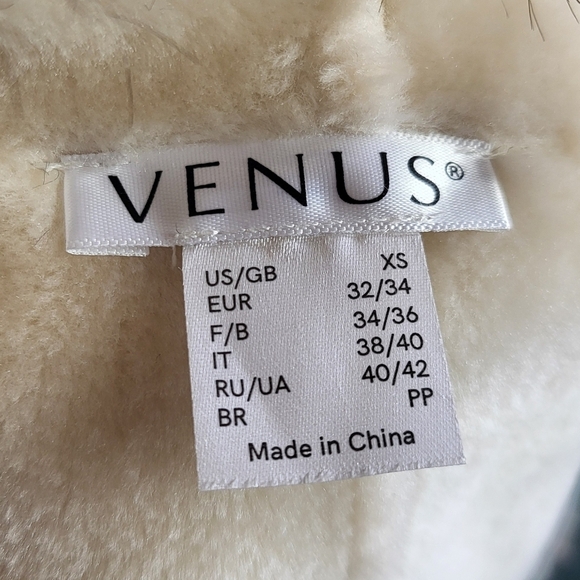 VENUS®
US/GB XS
EUR 32/34
F/B 34/36
IT 38/40
RU/UA 40/42
BR PP
Made in China